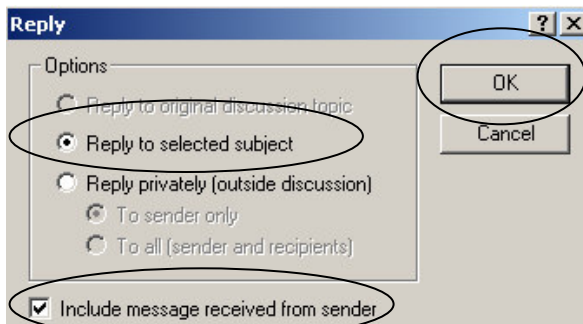 Reply
Options
Reply to original discussion topic
Reply to selected subject
Reply privately (outside discussion)
To sender only
To all (sender and recipients)
Include message received from sender
OK
Cancel